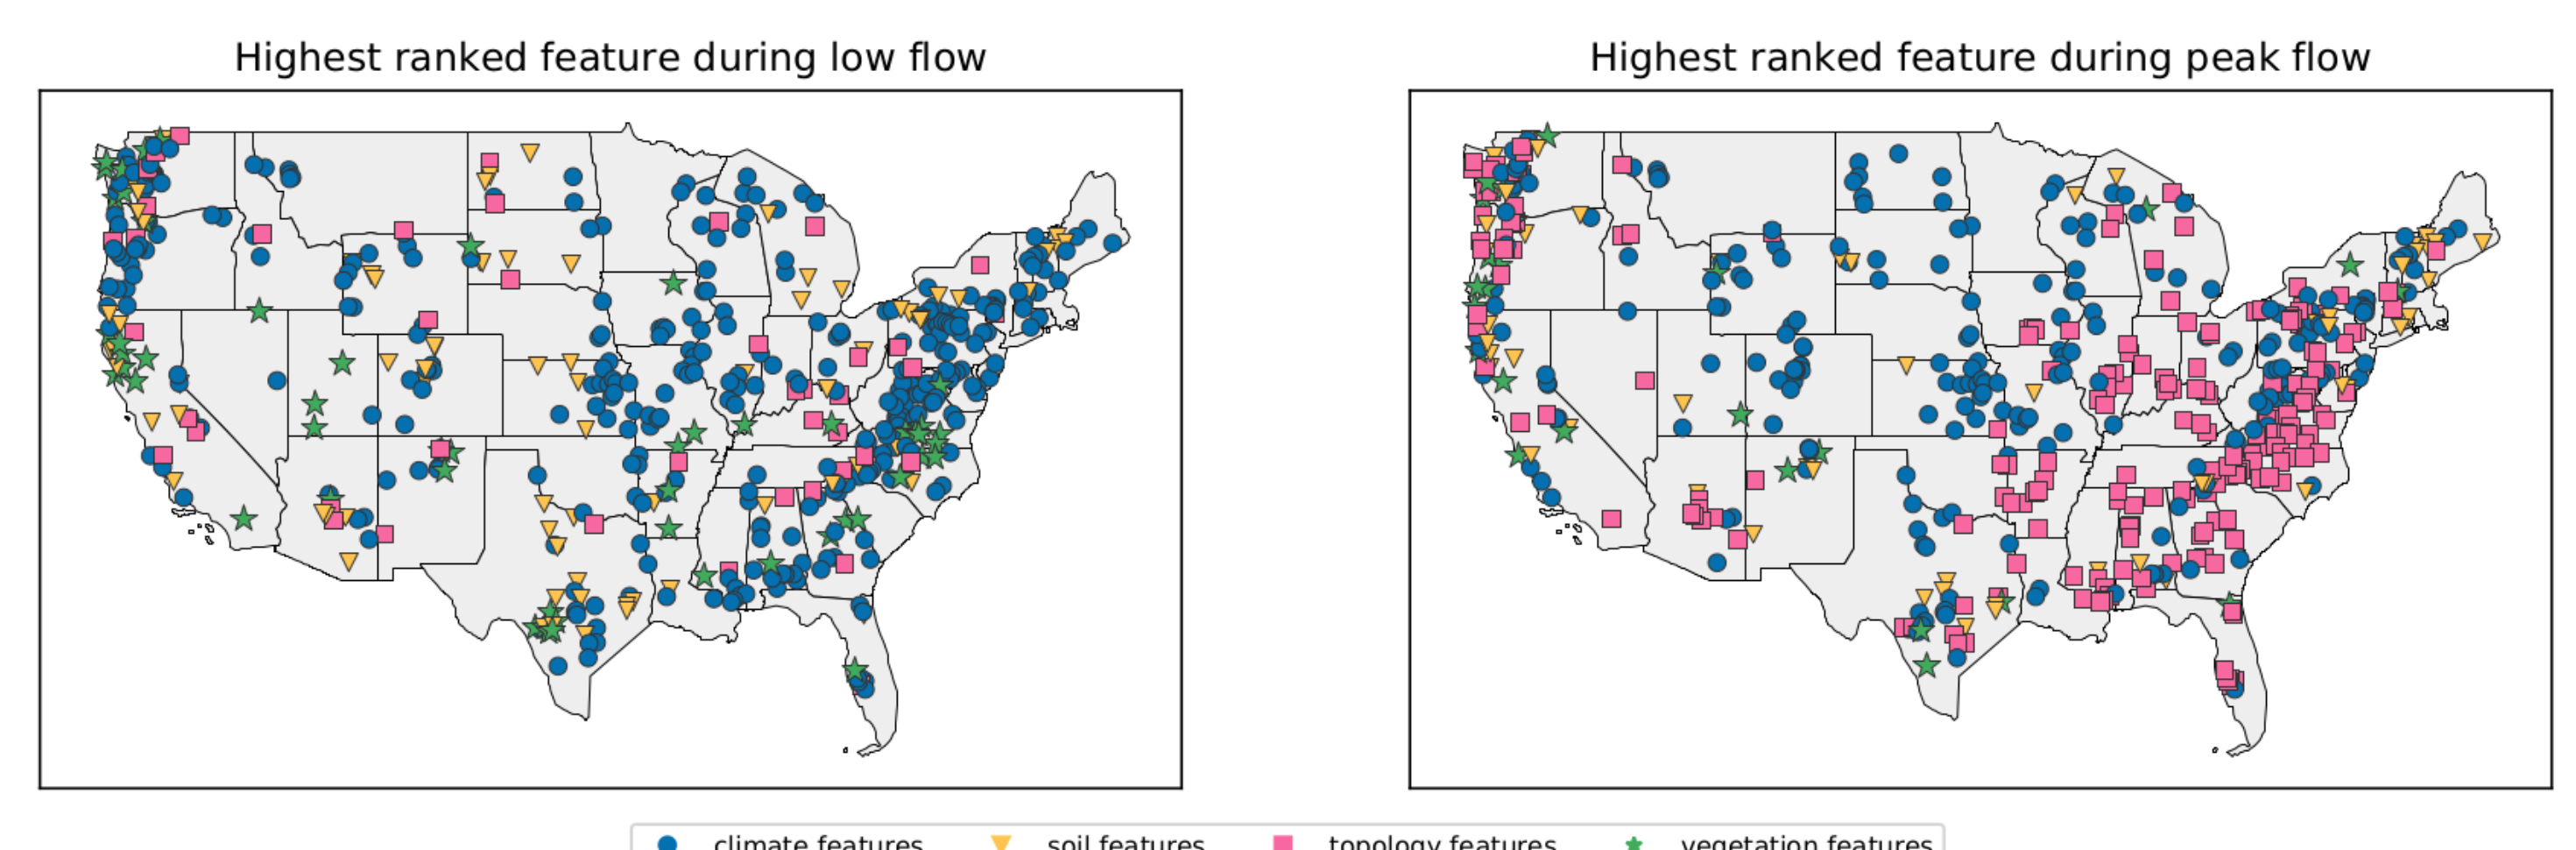 Highest ranked feature during low flow
Highest ranked feature during peak flow
climate features soil features topology features vegetation features